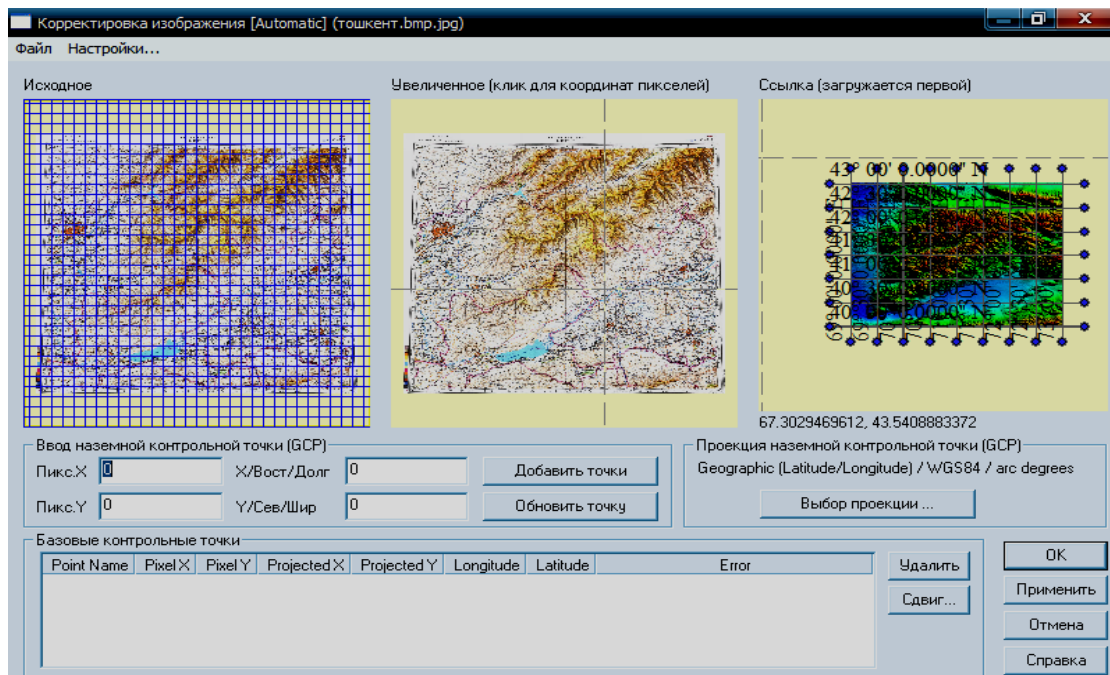 Корректировка изображения [Automatic] (тошкент.bmp.jpg)
Файл Настройки...
Исходное
Увеличенное (клик для координат пикселей)
Ссылка (загружается первой)
43° 00' 0.0000" N
67.3029469612, 43.5408883372
Ввод наземной контрольной точки (GCP)
Пикс.X 0 X/Вост/Долг 0 Добавить точки
Пикс.Y 0 Y/Сев/Шир 0 Обновить точку
Проекция наземной контрольной точки (GCP)
Geographic (Latitude/Longitude) / WGS84 / arc degrees
Выбор проекции ...
Базовые контрольные точки
Point Name Pixel X Pixel Y Projected X Projected Y Longitude Latitude Error
Удалить
Сдвиг...
OK
Применить
Отмена
Справка